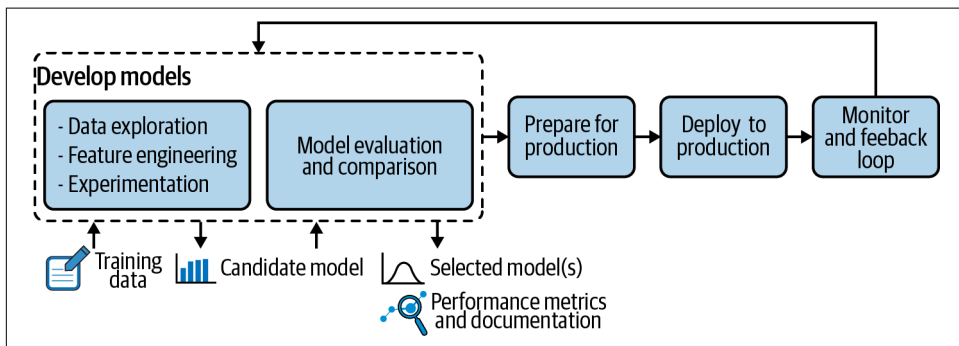 Develop models
- Data exploration
- Feature engineering
- Experimentation
Model evaluation
and comparison
Prepare for
production
Deploy to
production
Monitor
and feeback
loop
Training
data
Candidate model
Selected model(s)
Performance metrics
and documentation